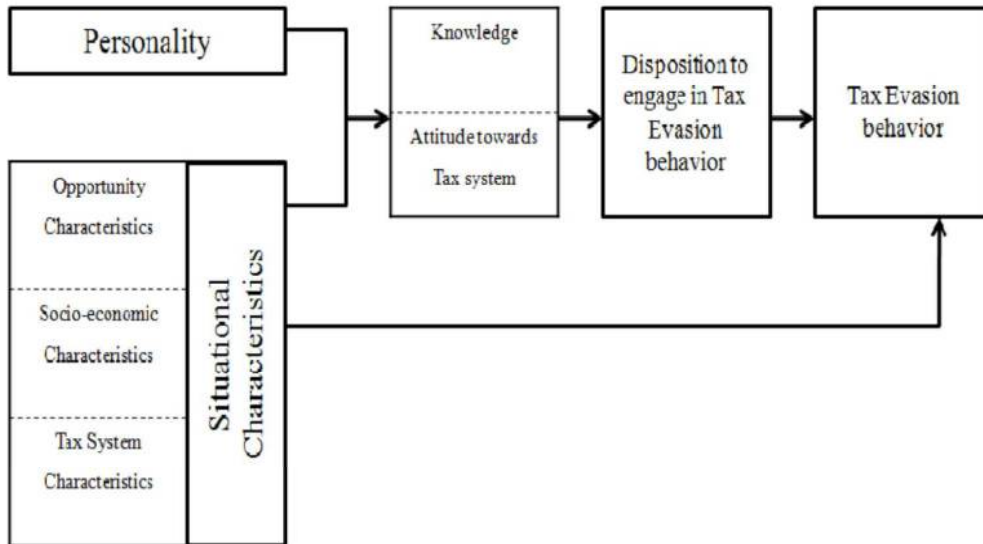 Personality
Opportunity
Characteristics
Socio-economic
Characteristics
Tax System
Characteristics
Situational
Characteristics
Knowledge
Attitude towards
Tax system
Disposition to
engage in Tax
Evasion
behavior
Tax Evasion
behavior